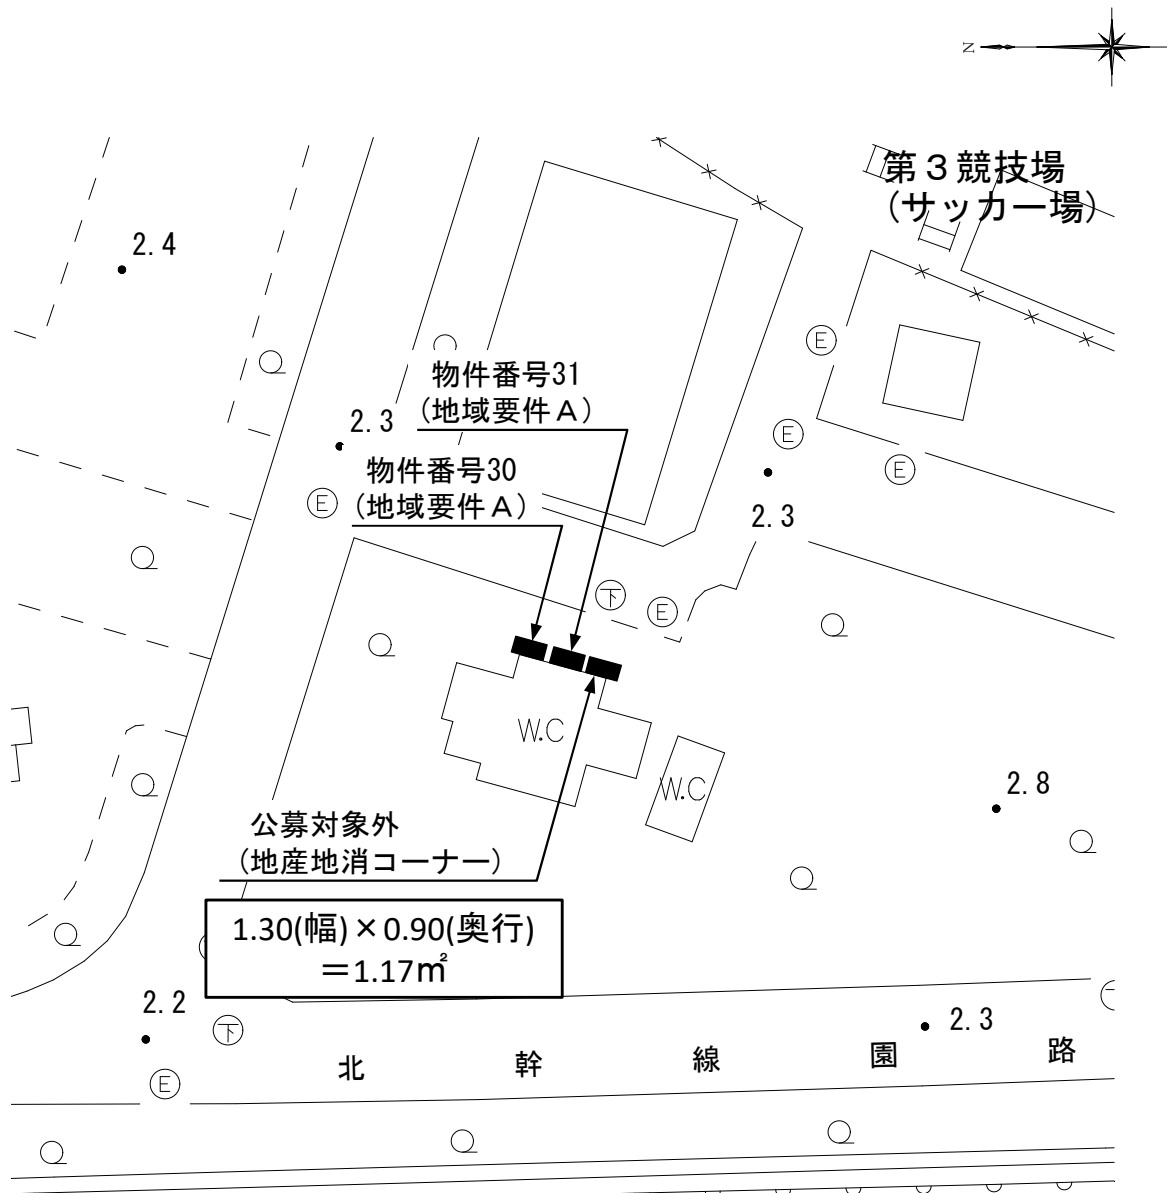 N
第３競技場
（サッカー場）
2.4
物件番号31
（地域要件Ａ）
2.3
物件番号30
（地域要件Ａ）
E
E
E
E
2.3
下
E
W.C
W.C
2.8
公募対象外
（地産地消コーナー）
1.30(幅)×0.90(奥行)
＝1.17㎡
2.2
下
2.3
E
北幹線園路